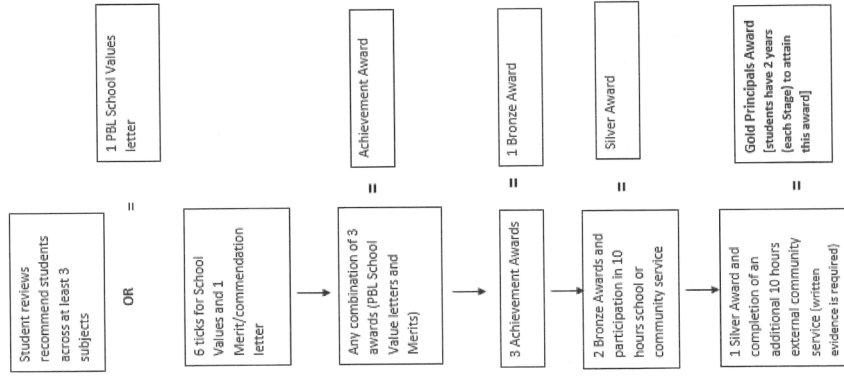 Student reviews
recommend students
across at least 3
subjects
OR
=
1 PBL School Values
letter
6 ticks for School
Values and 1
Merit/commendation
letter
Any combination of 3
awards (PBL School
Value letters and
Merits)
=
Achievement Award
3 Achievement Awards
=
1 Bronze Award
2 Bronze Awards and
participation in 10
hours school or
community service
=
Silver Award
1 Silver Award and
completion of an
additional 10 hours
external community
service (written
evidence is required)
=
Gold Principals Award
[students have 2 years
(each Stage) to attain
this award]